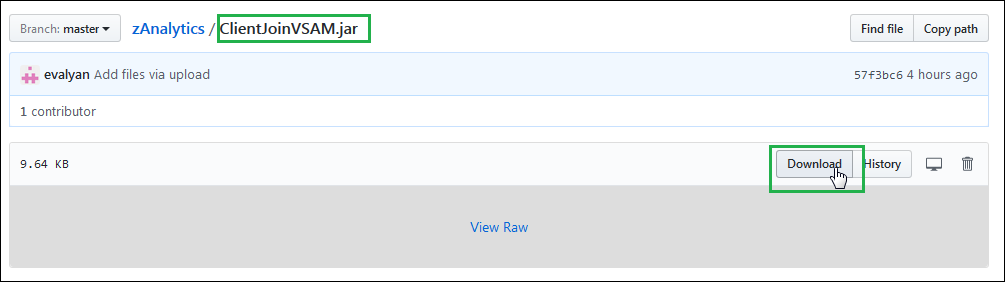 Branch: master zAnalytics / ClientJoinVSAM.jar Find file Copy path
evalyan Add files via upload 57f3bc6 4 hours ago
1 contributor
9.64 KB Download History
View Raw